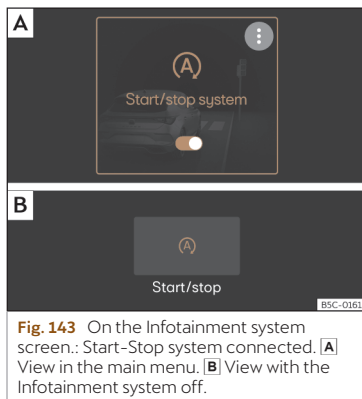 A
(A)
Start/stop system
B
(A)
Start/stop
B5C-0161
Fig. 143 On the Infotainment system
screen.: Start-Stop system connected. A
View in the main menu. B View with the
Infotainment system off.